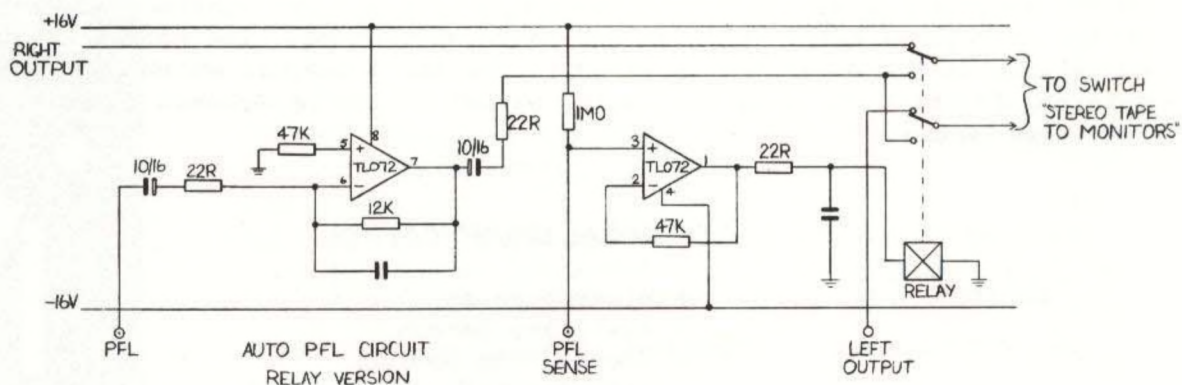 +16V
RIGHT
OUTPUT
47K
5
+
8
TL072
7
6
−
10/16
22R
12K
10/16
22R
1M0
3
+
TL072
1
2
−
4
47K
22R
TO SWITCH
"STEREO TAPE
TO MONITORS"
RELAY
-16V
PFL
AUTO PFL CIRCUIT
RELAY VERSION
PFL
SENSE
LEFT
OUTPUT